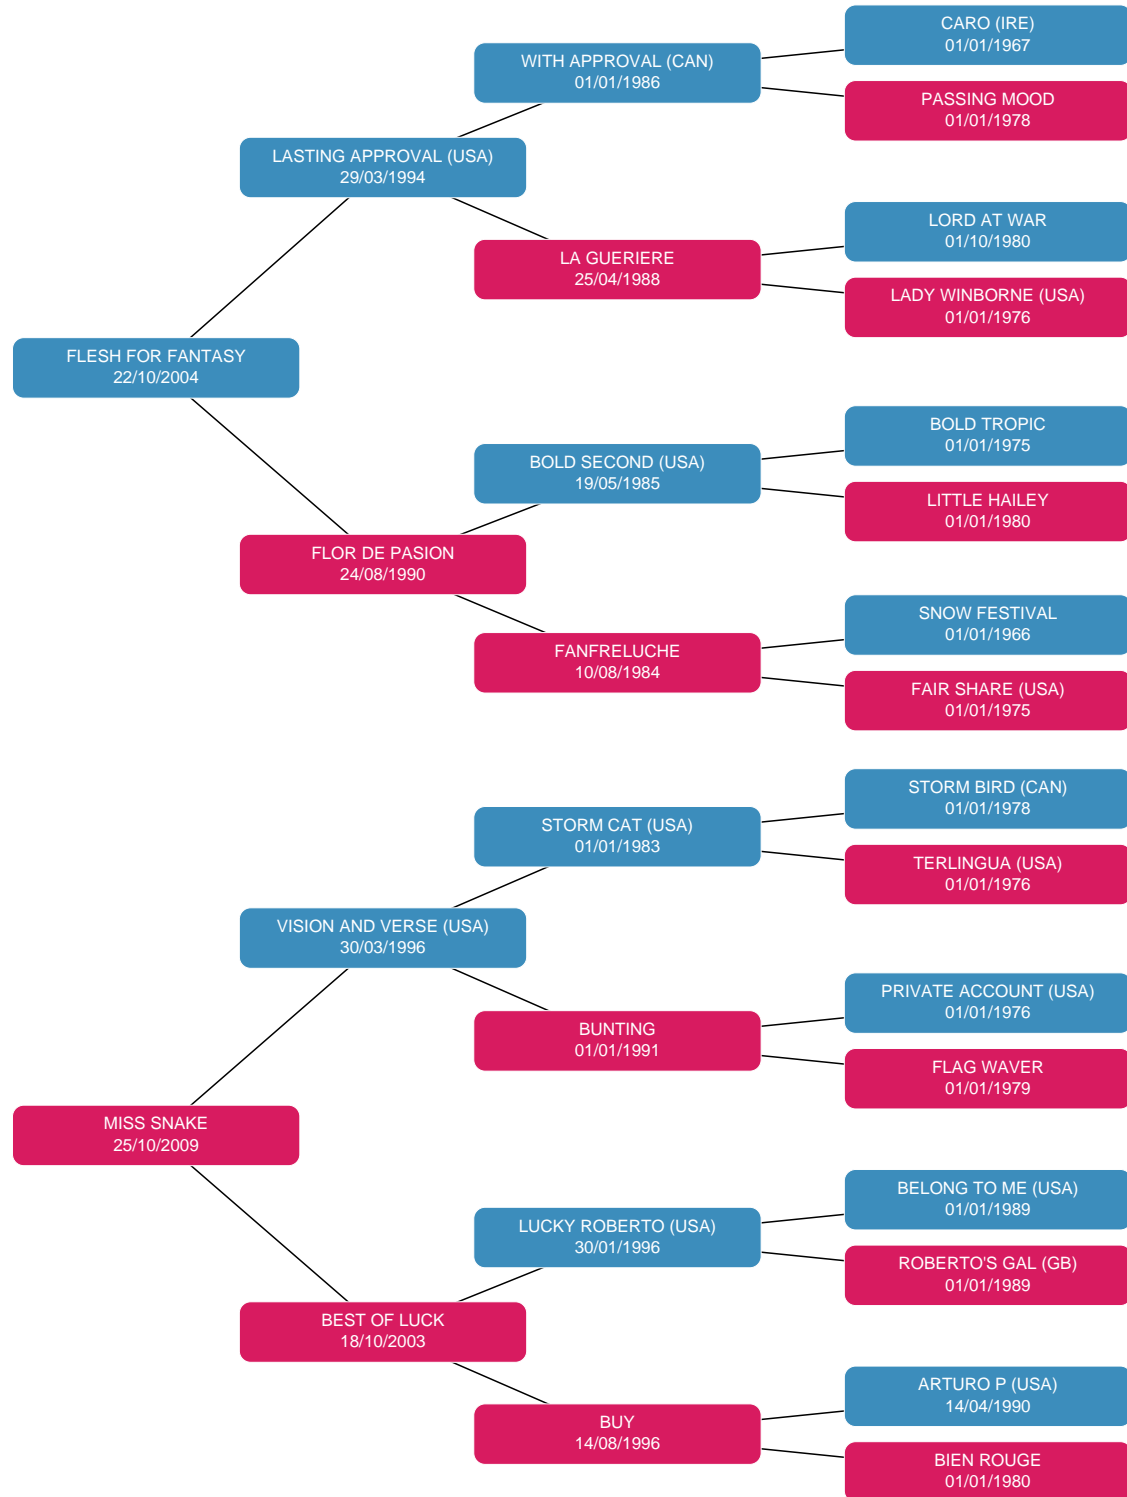 CARO (IRE)
01/01/1967
WITH APPROVAL (CAN)
01/01/1986
PASSING MOOD
01/01/1978
LASTING APPROVAL (USA)
29/03/1994
LORD AT WAR
01/10/1980
LA GUERIERE
25/04/1988
LADY WINBORNE (USA)
01/01/1976
FLESH FOR FANTASY
22/10/2004
BOLD TROPIC
01/01/1975
BOLD SECOND (USA)
19/05/1985
LITTLE HAILEY
01/01/1980
FLOR DE PASION
24/08/1990
SNOW FESTIVAL
01/01/1966
FANFRELUCHE
10/08/1984
FAIR SHARE (USA)
01/01/1975
STORM BIRD (CAN)
01/01/1978
STORM CAT (USA)
01/01/1983
TERLINGUA (USA)
01/01/1976
VISION AND VERSE (USA)
30/03/1996
PRIVATE ACCOUNT (USA)
01/01/1976
BUNTING
01/01/1991
FLAG WAVER
01/01/1979
MISS SNAKE
25/10/2009
BELONG TO ME (USA)
01/01/1989
LUCKY ROBERTO (USA)
30/01/1996
ROBERTO'S GAL (GB)
01/01/1989
BEST OF LUCK
18/10/2003
ARTURO P (USA)
14/04/1990
BUY
14/08/1996
BIEN ROUGE
01/01/1980